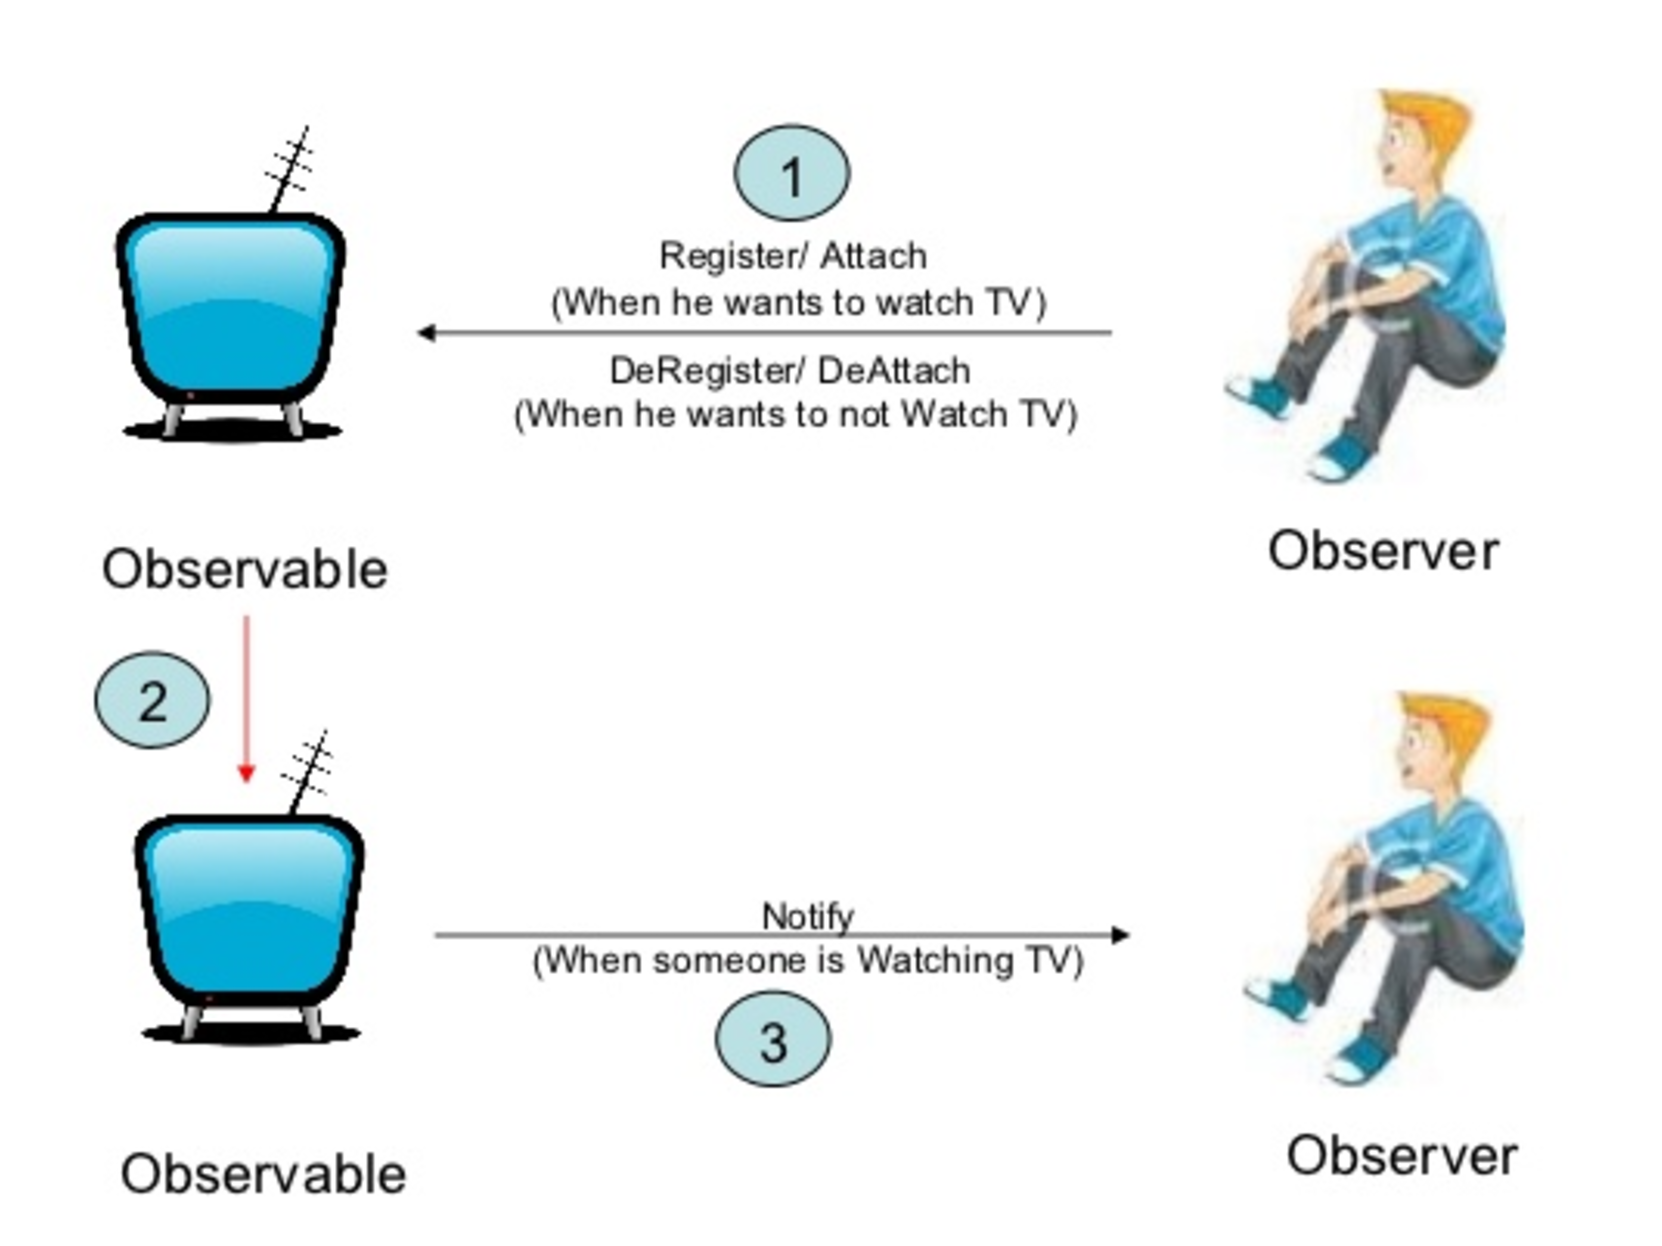 1
Register/ Attach
(When he wants to watch TV)
DeRegister/ DeAttach
(When he wants to not Watch TV)
Observable
Observer
2
Notify
(When someone is Watching TV)
3
Observable
Observer